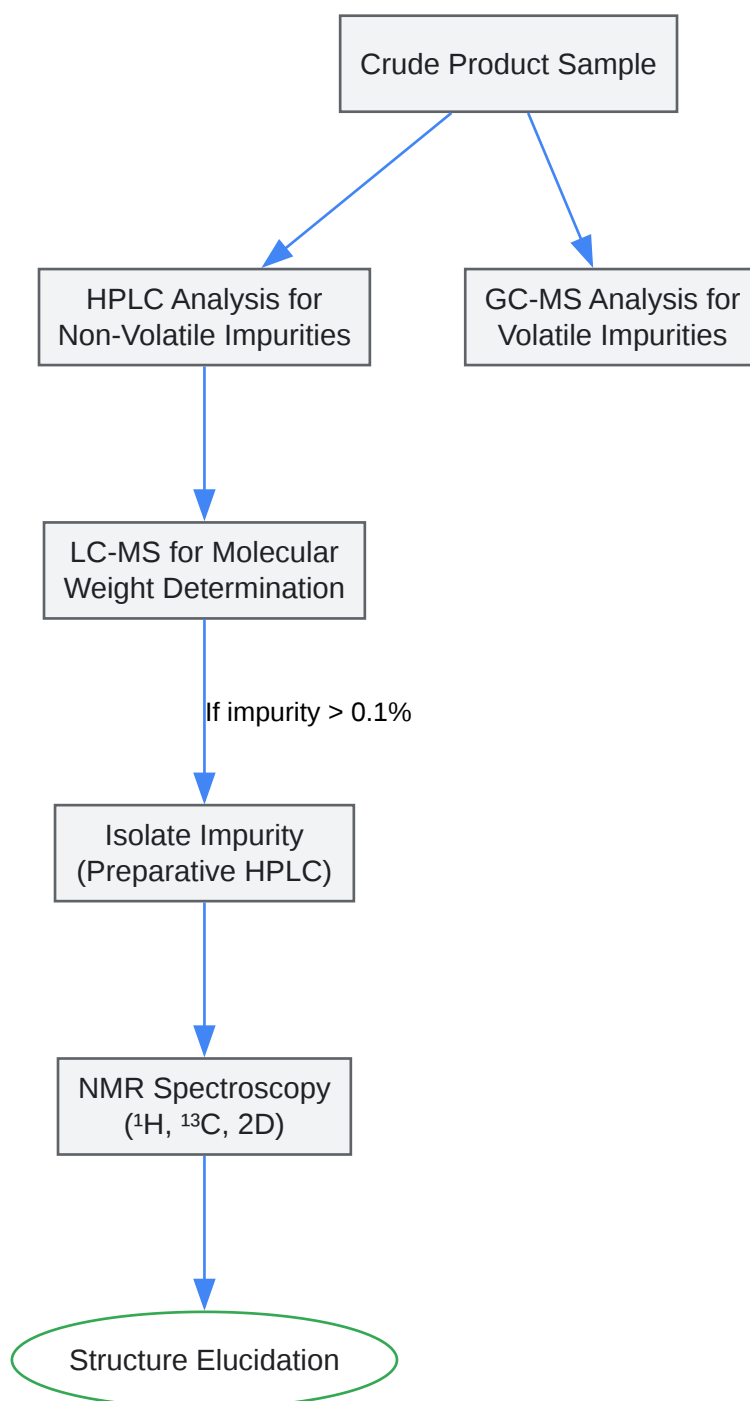 Crude Product Sample
HPLC Analysis for
Non-Volatile Impurities
GC-MS Analysis for
Volatile Impurities
LC-MS for Molecular
Weight Determination
If impurity > 0.1%
Isolate Impurity
(Preparative HPLC)
NMR Spectroscopy
(¹H, ¹³C, 2D)
Structure Elucidation